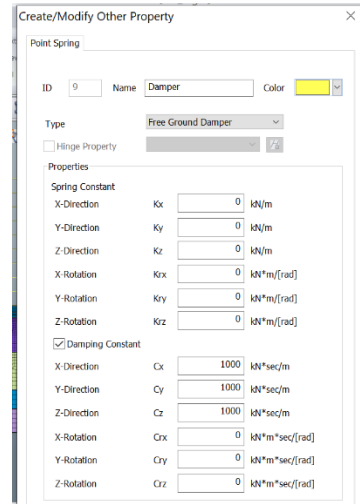 Create/Modify Other Property
Point Spring
ID 9 Name Damper Color
Type Free Ground Damper
Hinge Property
Properties
Spring Constant
X-Direction Kx 0 kN/m
Y-Direction Ky 0 kN/m
Z-Direction Kz 0 kN/m
X-Rotation Krx 0 kN*m/[rad]
Y-Rotation Kry 0 kN*m/[rad]
Z-Rotation Krz 0 kN*m/[rad]
Damping Constant
X-Direction Cx 1000 kN*sec/m
Y-Direction Cy 1000 kN*sec/m
Z-Direction Cz 1000 kN*sec/m
X-Rotation Crx 0 kN*m*sec/[rad]
Y-Rotation Cry 0 kN*m*sec/[rad]
Z-Rotation Crz 0 kN*m*sec/[rad]